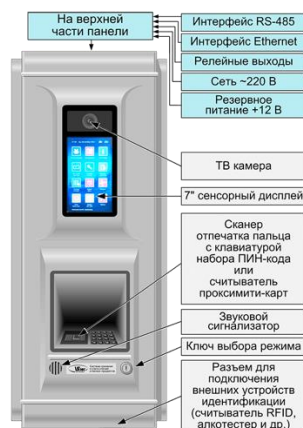 На верхней
части панели
Интерфейс RS-485
Интерфейс Ethernet
Релейные выходы
Сеть ~220 В
Резервное
питание +12 В
ТВ камера
7" сенсорный дисплей
Сканер
отпечатка пальца
с клавиатурой
набора ПИН-кода
или
считыватель
проксимити-карт
Звуковой
сигнализатор
Ключ выбора режима
Разъем для
подключения
внешних устройств
идентификации
(считыватель RFID,
алкотестер и др.)